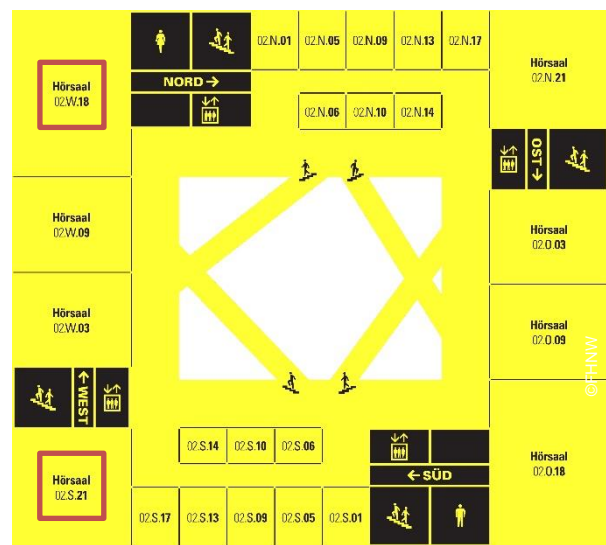 02.N.01 02.N.05 02.N.09 02.N.13 02.N.17
Hörsaal
02.N.21
Hörsaal
02.W.18
NORD →
02.N.06 02.N.10 02.N.14
OST →
Hörsaal
02.W.09
Hörsaal
02.O.03
Hörsaal
02.W.03
Hörsaal
02.O.09
©FHNW
← WEST
02.S.14 02.S.10 02.S.06
Hörsaal
02.O.18
← SÜD
Hörsaal
02.S.21
02.S.17 02.S.13 02.S.09 02.S.05 02.S.01